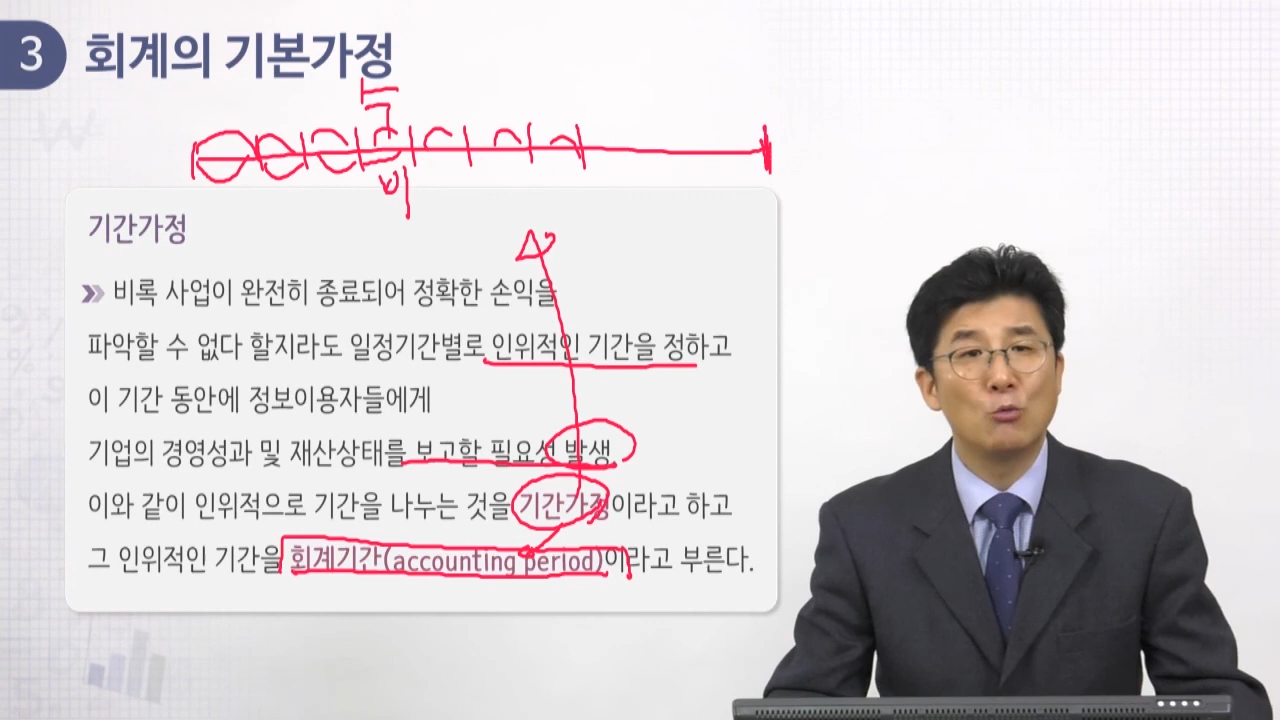 3 회계의 기본가정
기간가정
비록 사업이 완전히 종료되어 정확한 손익을
파악할 수 없다 할지라도 일정기간별로 인위적인 기간을 정하고
이 기간 동안에 정보이용자들에게
기업의 경영성과 및 재산상태를 보고할 필요성 발생
이와 같이 인위적으로 기간을 나누는 것을 기간가정이라고 하고
그 인위적인 기간을 회계기간(accounting period)이라고 부른다.